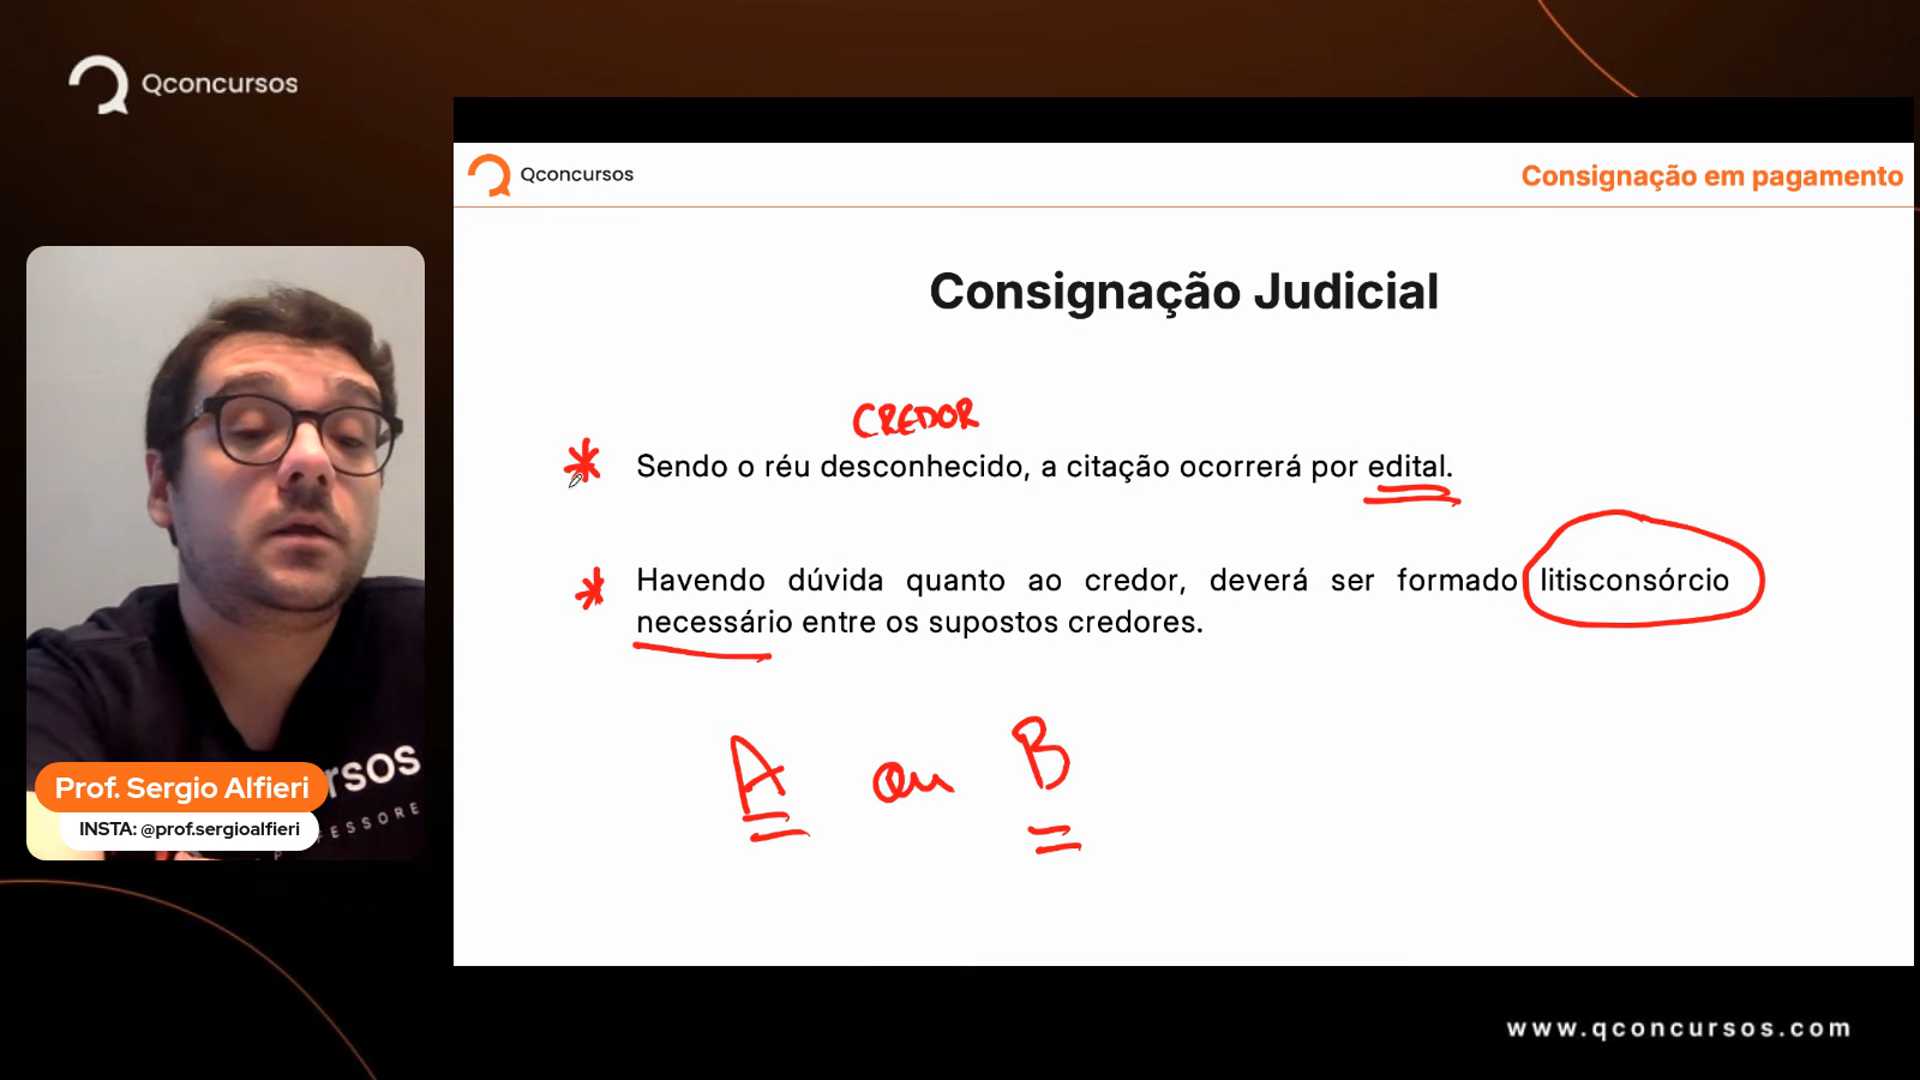 Qconcursos
Qconcursos
Consignação em pagamento
Consignação Judicial
CREDOR
Sendo o réu desconhecido, a citação ocorrerá por edital.
Havendo dúvida quanto ao credor, deverá ser formado litisconsórcio
necessário entre os supostos credores.
A ou B
rsos
FESSORE
Prof. Sergio Alfieri
INSTA: @prof.sergioalfieri
www.qconcursos.com